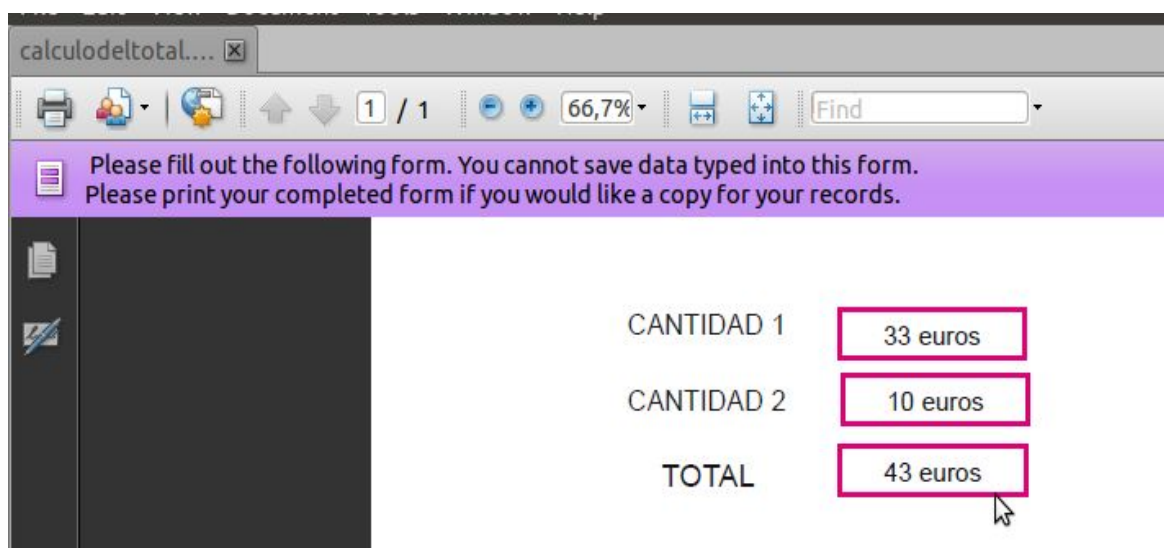 calculodeltotal....
1 / 1 66,7% Find
Please fill out the following form. You cannot save data typed into this form.
Please print your completed form if you would like a copy for your records.
CANTIDAD 1 33 euros
CANTIDAD 2 10 euros
TOTAL 43 euros